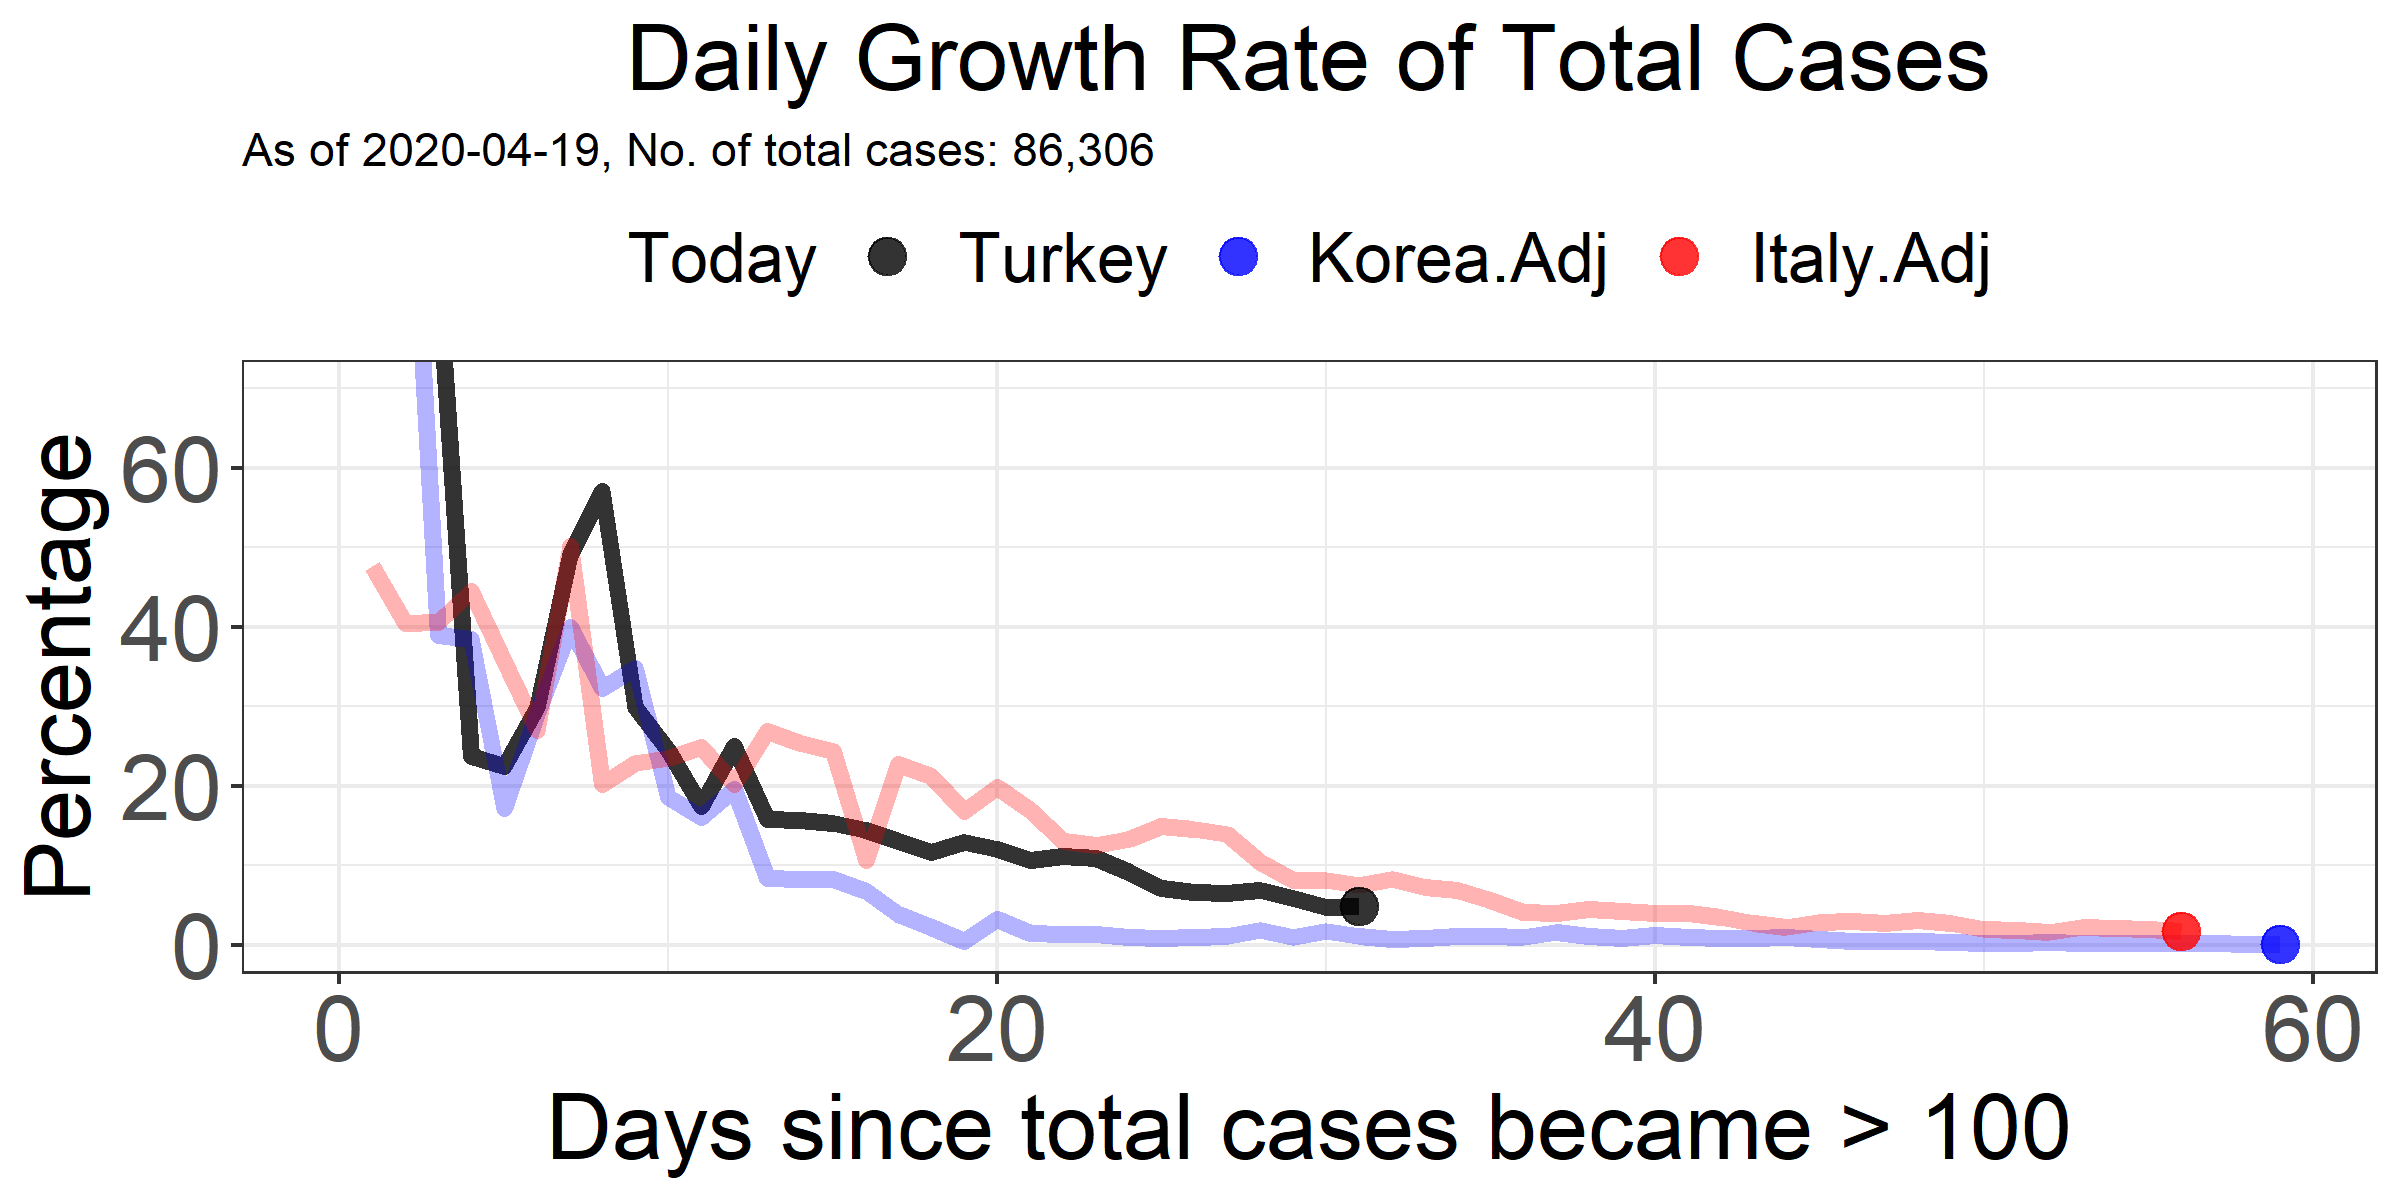 Daily Growth Rate of Total Cases
As of 2020-04-19, No. of total cases: 86,306
Today Turkey Korea.Adj Italy.Adj
Percentage
60
40
20
0
0 20 40 60
Days since total cases became > 100